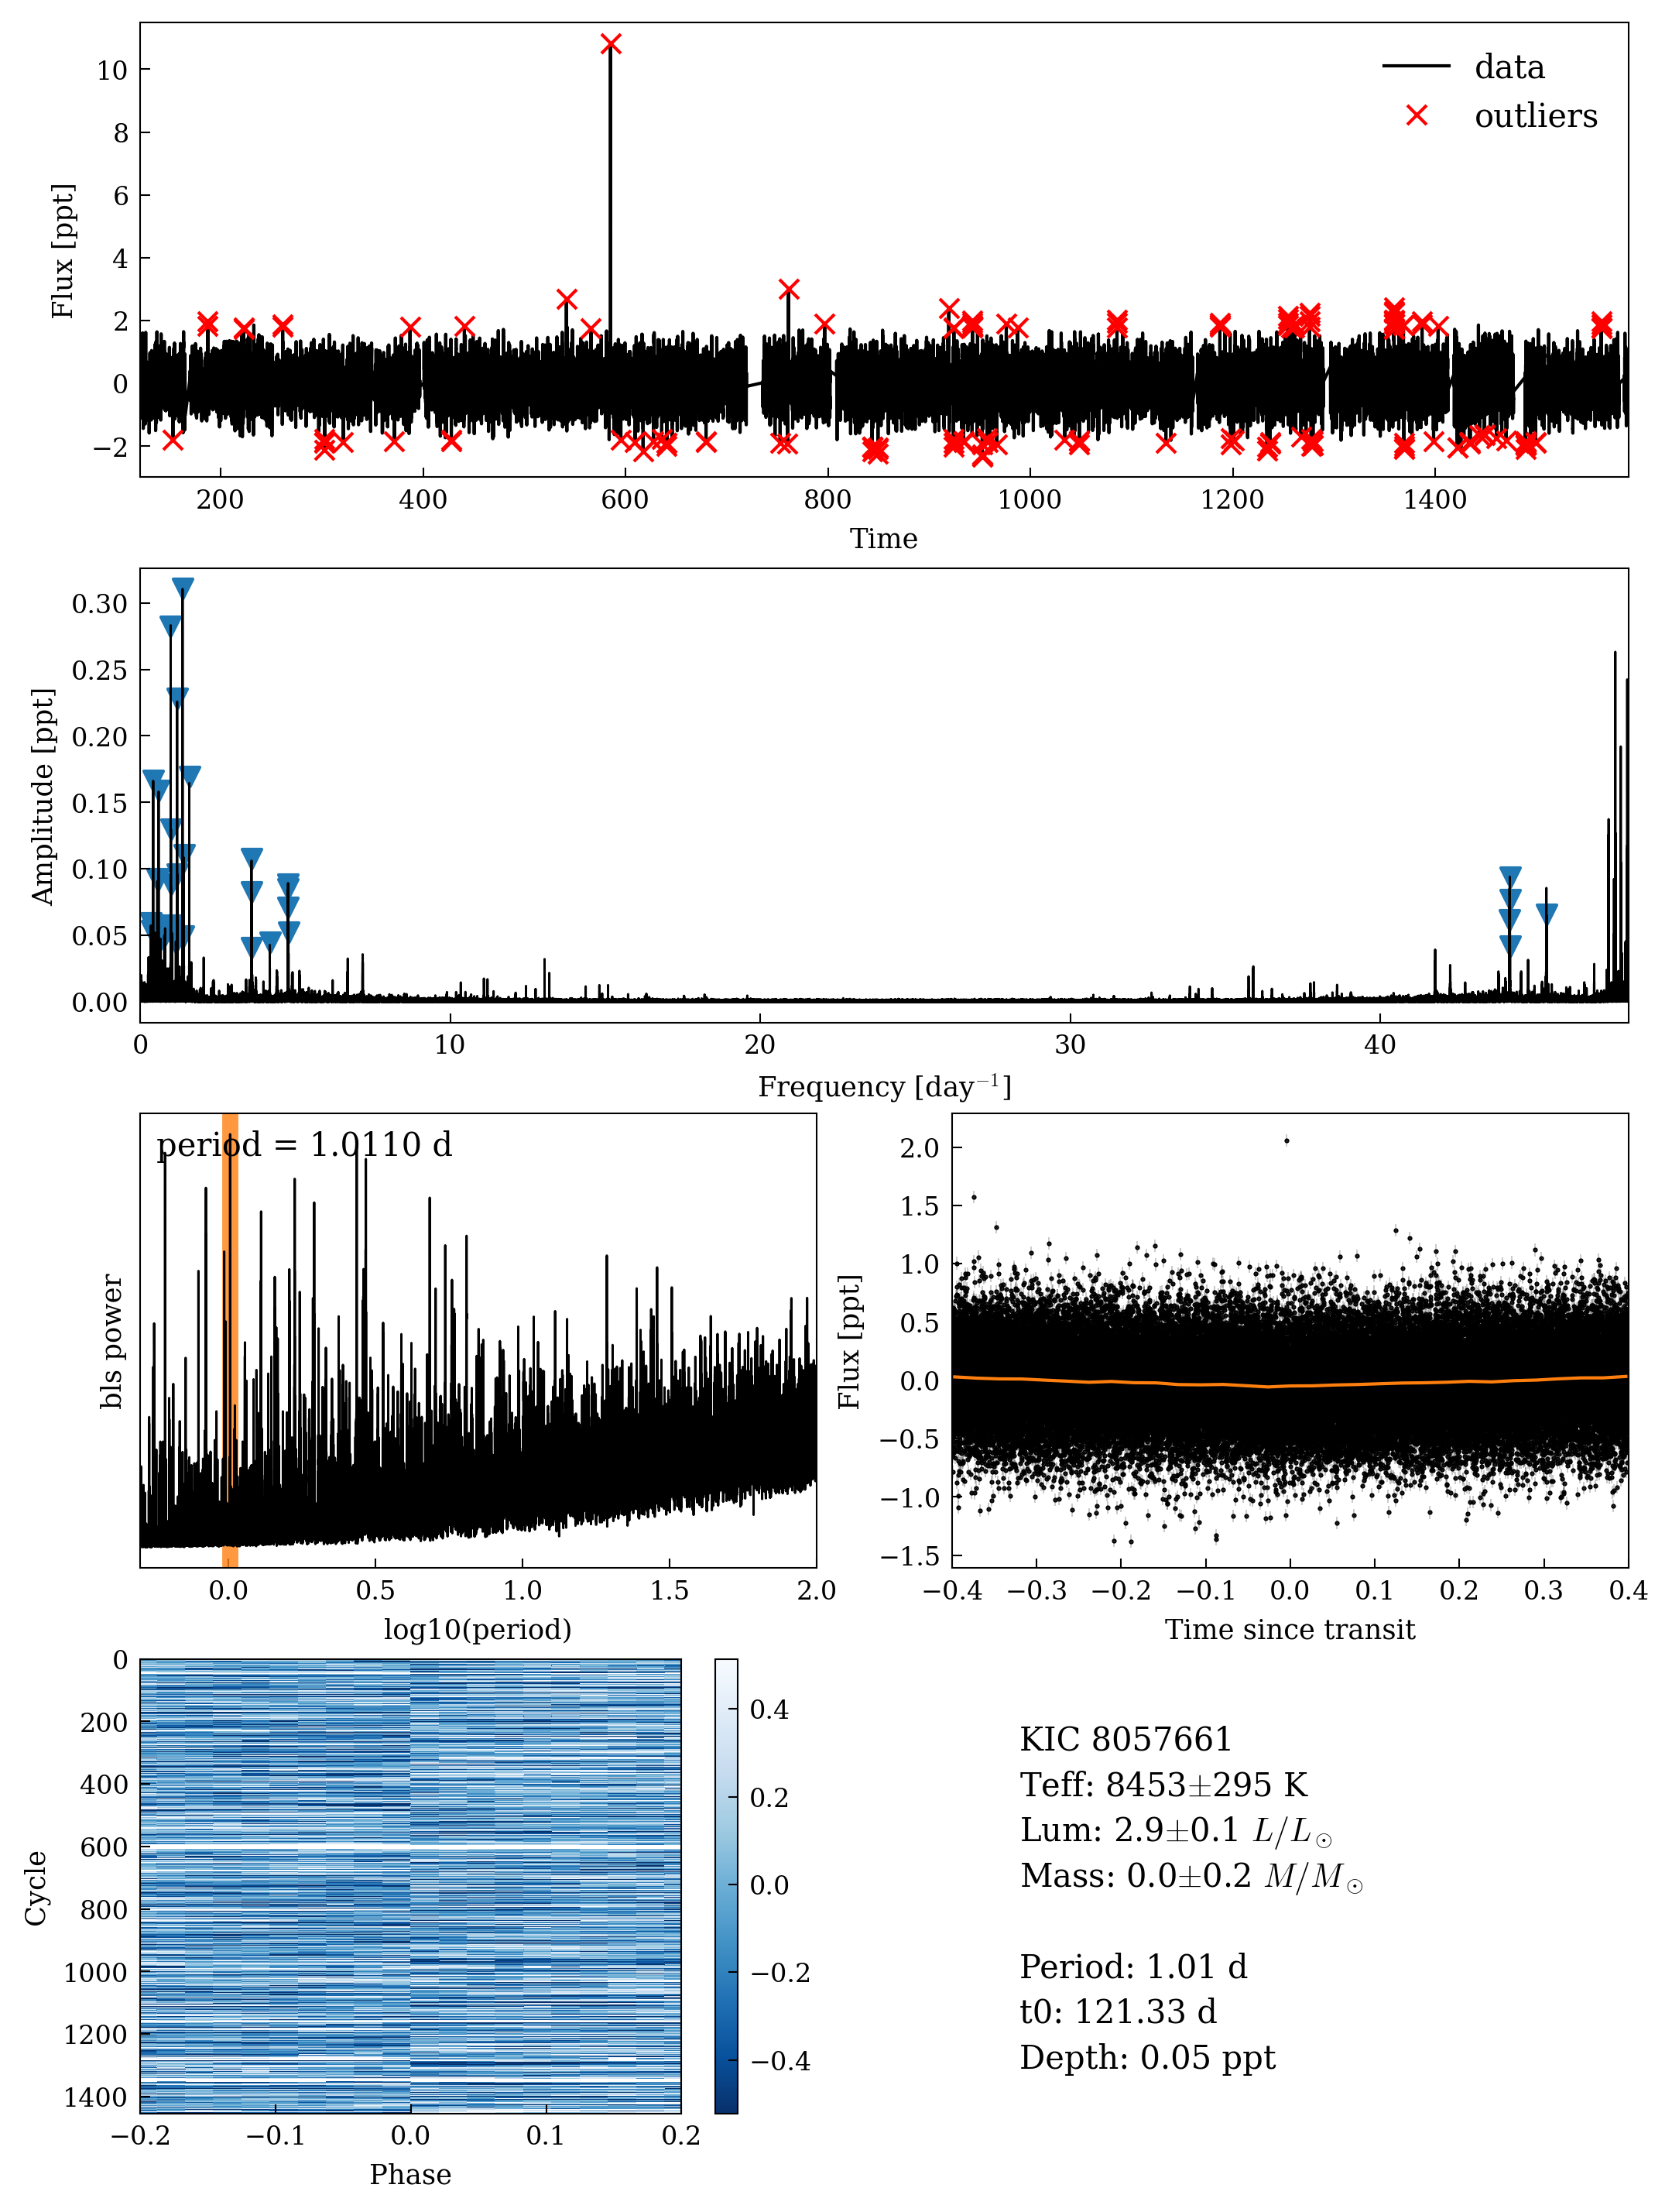 10
8
6
4
2
0
−2
Flux [ppt]
data
outliers
200 400 600 800 1000 1200 1400
Time
0.30
0.25
0.20
0.15
0.10
0.05
0.00
Amplitude [ppt]
0 10 20 30 40
Frequency [day⁻¹]
period = 1.0110 d
bls power
0.0 0.5 1.0 1.5 2.0
log10(period)
2.0
1.5
1.0
0.5
0.0
−0.5
−1.0
−1.5
Flux [ppt]
−0.4 −0.3 −0.2 −0.1 0.0 0.1 0.2 0.3 0.4
Time since transit
0
200
400
600
800
1000
1200
1400
Cycle
−0.2 −0.1 0.0 0.1 0.2
Phase
0.4
0.2
0.0
−0.2
−0.4
KIC 8057661
Teff: 8453±295 K
Lum: 2.9±0.1 L/L⊙
Mass: 0.0±0.2 M/M⊙
Period: 1.01 d
t0: 121.33 d
Depth: 0.05 ppt